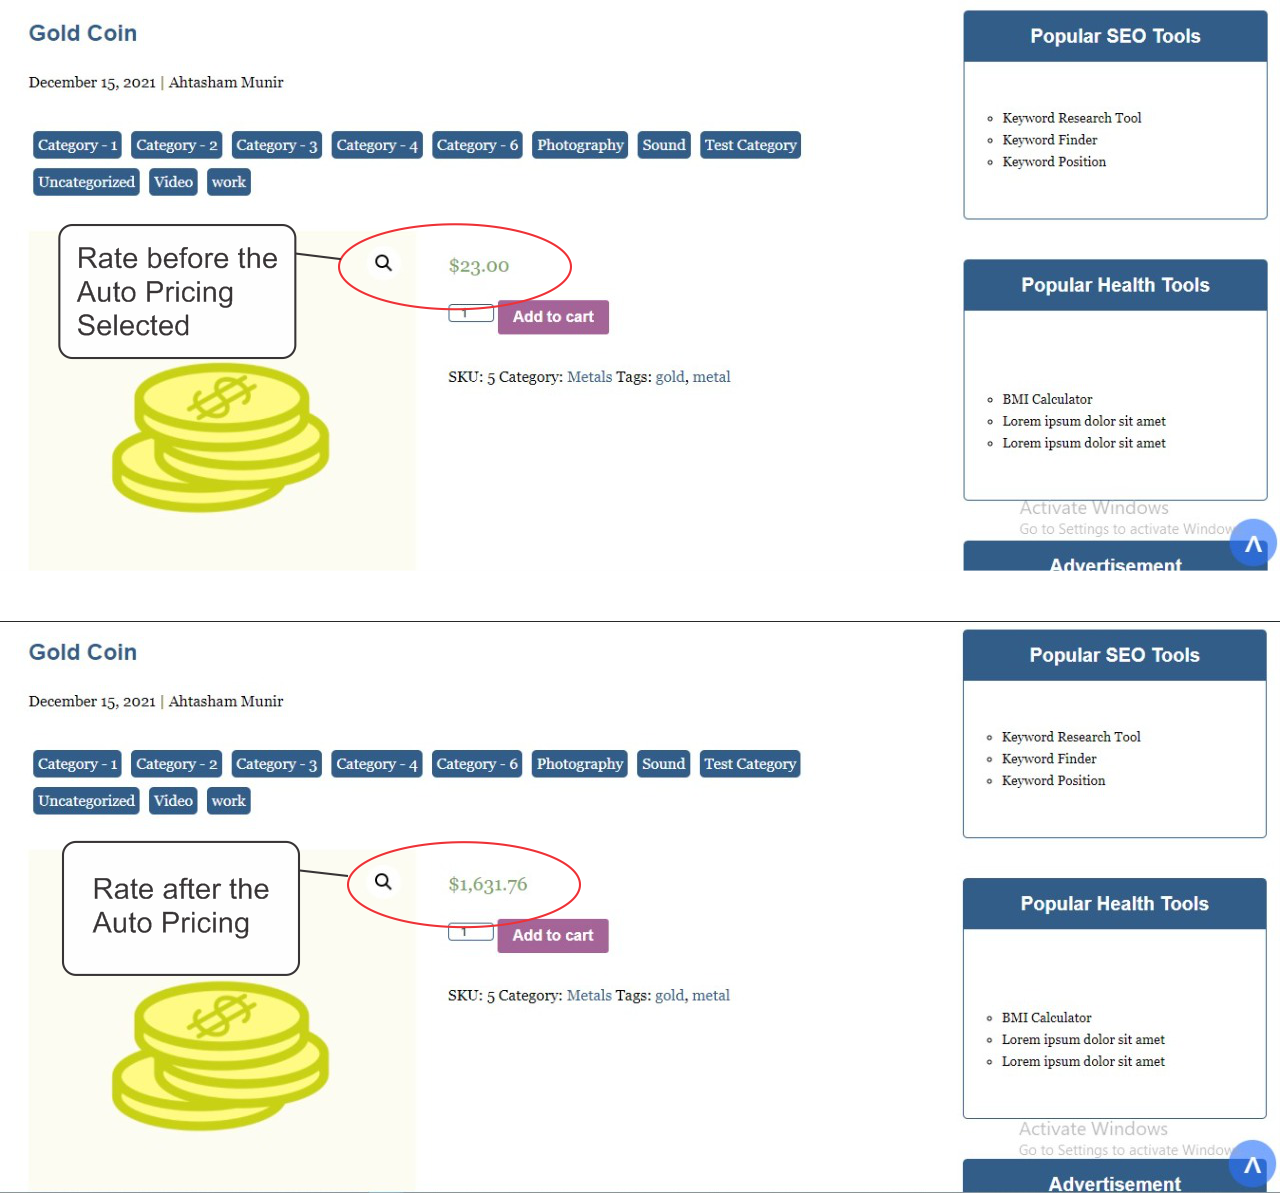 Gold Coin
December 15, 2021 | Ahtasham Munir
Category - 1 Category - 2 Category - 3 Category - 4 Category - 6 Photography Sound Test Category
Uncategorized Video work
Rate before the
Auto Pricing
Selected
$23.00
1 Add to cart
SKU: 5 Category: Metals Tags: gold, metal
Popular SEO Tools
Keyword Research Tool
Keyword Finder
Keyword Position
Popular Health Tools
BMI Calculator
Lorem ipsum dolor sit amet
Lorem ipsum dolor sit amet
Activate Windows
Go to Settings to activate Window
Advertisement
Gold Coin
December 15, 2021 | Ahtasham Munir
Category - 1 Category - 2 Category - 3 Category - 4 Category - 6 Photography Sound Test Category
Uncategorized Video work
Rate after the
Auto Pricing
$1,631.76
1 Add to cart
SKU: 5 Category: Metals Tags: gold, metal
Popular SEO Tools
Keyword Research Tool
Keyword Finder
Keyword Position
Popular Health Tools
BMI Calculator
Lorem ipsum dolor sit amet
Lorem ipsum dolor sit amet
Activate Windows
Go to Settings to activate Window
Advertisement